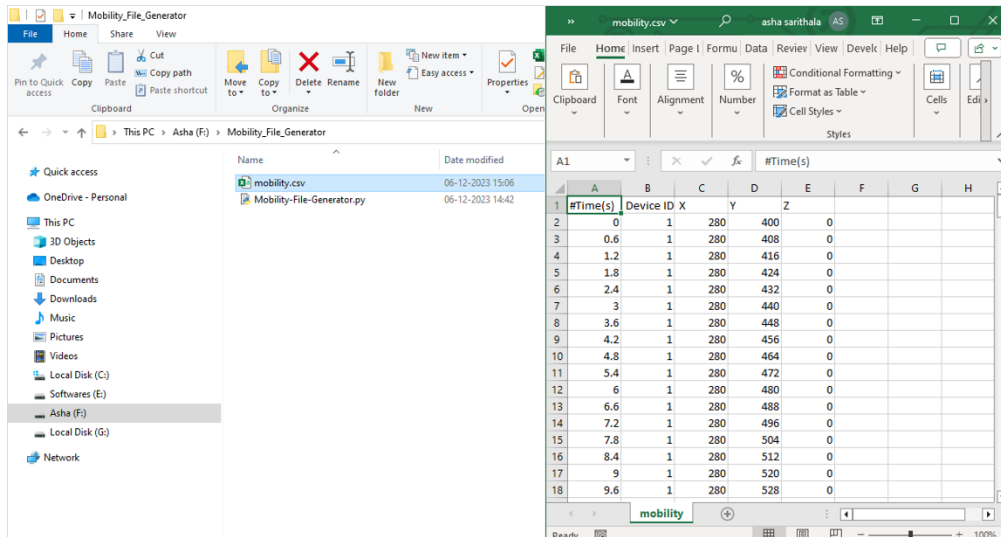 Mobility_File_Generator
File Home Share View
Pin to Quick access
Copy
Paste
Cut
Copy path
Paste shortcut
Clipboard
Move to
Copy to
Delete
Rename
Organize
New folder
New item
Easy access
New
Properties
Open
This PC > Asha (F:) > Mobility_File_Generator
Quick access
OneDrive - Personal
This PC
3D Objects
Desktop
Documents
Downloads
Music
Pictures
Videos
Local Disk (C:)
Softwares (E:)
Asha (F:)
Local Disk (G:)
Network
Name Date modified
mobility.csv 06-12-2023 15:06
Mobility-File-Generator.py 06-12-2023 14:42
mobility.csv asha sarithala AS
File Home Insert Page L Formu Data Review View Develc Help
Clipboard
Font
Alignment
Number
Conditional Formatting
Format as Table
Cell Styles
Styles
Cells
Edi
A1 fx #Time(s)
A B C D E F G H
1 #Time(s) Device ID X Y Z
2 0 1 280 400 0
3 0.6 1 280 408 0
4 1.2 1 280 416 0
5 1.8 1 280 424 0
6 2.4 1 280 432 0
7 3 1 280 440 0
8 3.6 1 280 448 0
9 4.2 1 280 456 0
10 4.8 1 280 464 0
11 5.4 1 280 472 0
12 6 1 280 480 0
13 6.6 1 280 488 0
14 7.2 1 280 496 0
15 7.8 1 280 504 0
16 8.4 1 280 512 0
17 9 1 280 520 0
18 9.6 1 280 528 0
mobility
Ready 100%